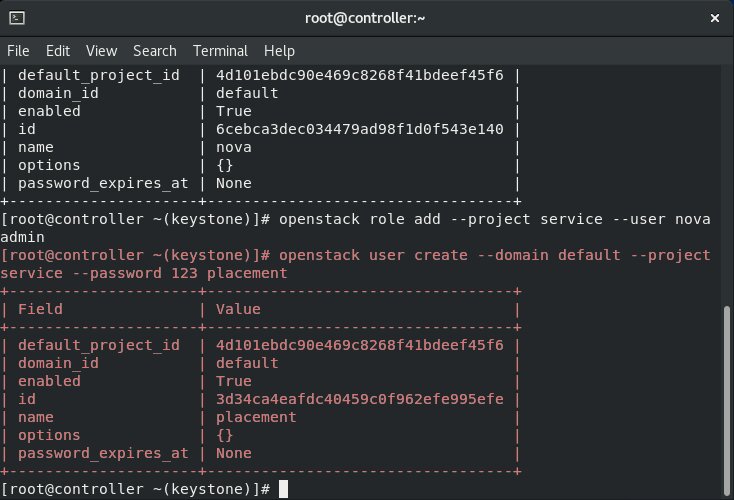 root@controller:~
File Edit View Search Terminal Help
| default_project_id  | 4d101ebdc90e469c8268f41bdeef45f6 |
| domain_id           | default                          |
| enabled             | True                             |
| id                  | 6cebca3dec034479ad98f1d0f543e140 |
| name                | nova                             |
| options             | {}                               |
| password_expires_at | None                             |
+---------------------+----------------------------------+
[root@controller ~(keystone)]# openstack role add --project service --user nova
admin
[root@controller ~(keystone)]# openstack user create --domain default --project
service --password 123 placement
+---------------------+----------------------------------+
| Field               | Value                            |
+---------------------+----------------------------------+
| default_project_id  | 4d101ebdc90e469c8268f41bdeef45f6 |
| domain_id           | default                          |
| enabled             | True                             |
| id                  | 3d34ca4eafdc40459c0f962efe995efe |
| name                | placement                        |
| options             | {}                               |
| password_expires_at | None                             |
+---------------------+----------------------------------+
[root@controller ~(keystone)]#